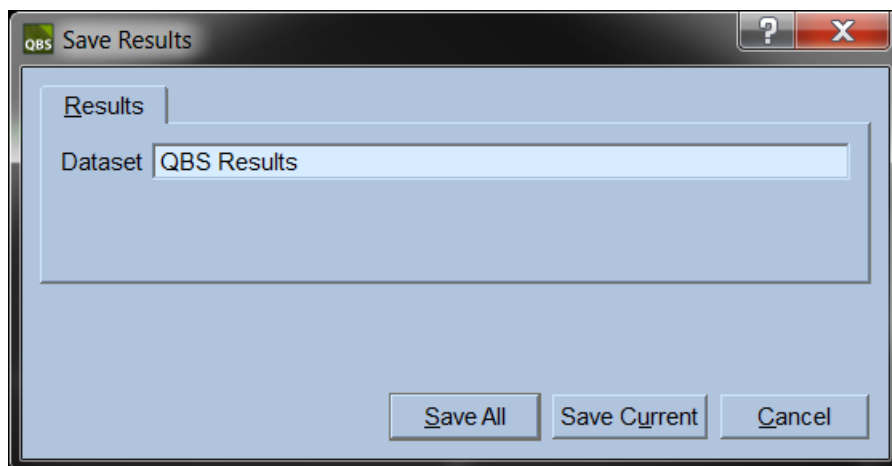 QBS Save Results ? X
Results
Dataset QBS Results
Save All Save Current Cancel